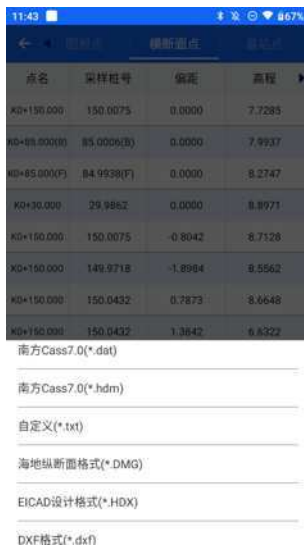 11:43 67%
横断面点
点名 采样桩号 偏距 高程
K0+150.000 150.0075 0.0000 7.7285
K0+85.000(B) 85.0006(B) 0.0000 7.9937
K0+85.000(F) 84.9938(F) 0.0000 8.2747
K0+30.000 29.9862 0.0000 8.8971
K0+150.000 150.0075 -0.8042 8.7128
K0+150.000 149.9718 -1.8984 8.5562
K0+150.000 150.0432 0.7873 8.6648
K0+150.000 150.0432 1.3642 6.6322
南方Cass7.0(*.dat)
南方Cass7.0(*.hdm)
自定义(*.txt)
海地纵断面格式(*.DMG)
EICAD设计格式(*.HDX)
DXF格式(*.dxf)